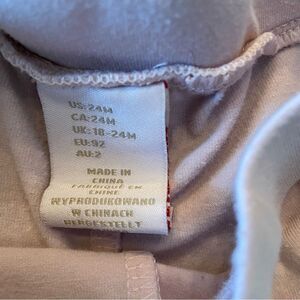 US:24M
CA:24M
UK:18-24M
EU:92
AU:2
MADE IN
CHINA
FABRIQUÉ EN
CHINE
WYPRODUKOWANO
W CHINACH
HERGESTELLT